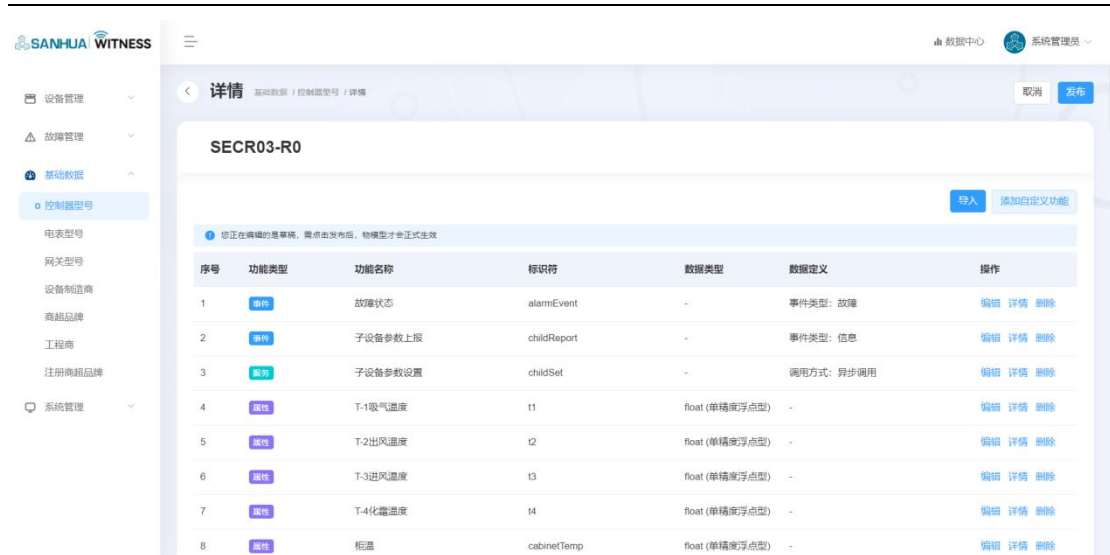 SANHUA WITNESS
数据中心 系统管理员
设备管理
故障管理
基础数据
控制器型号
电表型号
网关型号
设备制造商
商超品牌
工程商
注册商超品牌
系统管理
详情 基础数据 / 控制器型号 / 详情
取消 发布
SECR03-R0
导入 添加自定义功能
您正在编辑的是草稿，需点击发布后，物模型才会正式生效
序号 功能类型 功能名称 标识符 数据类型 数据定义 操作
1 事件 故障状态 alarmEvent - 事件类型：故障 编辑 详情 删除
2 事件 子设备参数上报 childReport - 事件类型：信息 编辑 详情 删除
3 服务 子设备参数设置 childSet - 调用方式：异步调用 编辑 详情 删除
4 属性 T-1吸气温度 t1 float (单精度浮点型) - 编辑 详情 删除
5 属性 T-2出风温度 t2 float (单精度浮点型) - 编辑 详情 删除
6 属性 T-3进风温度 t3 float (单精度浮点型) - 编辑 详情 删除
7 属性 T-4化霜温度 t4 float (单精度浮点型) - 编辑 详情 删除
8 属性 柜温 cabinetTemp float (单精度浮点型) - 编辑 详情 删除